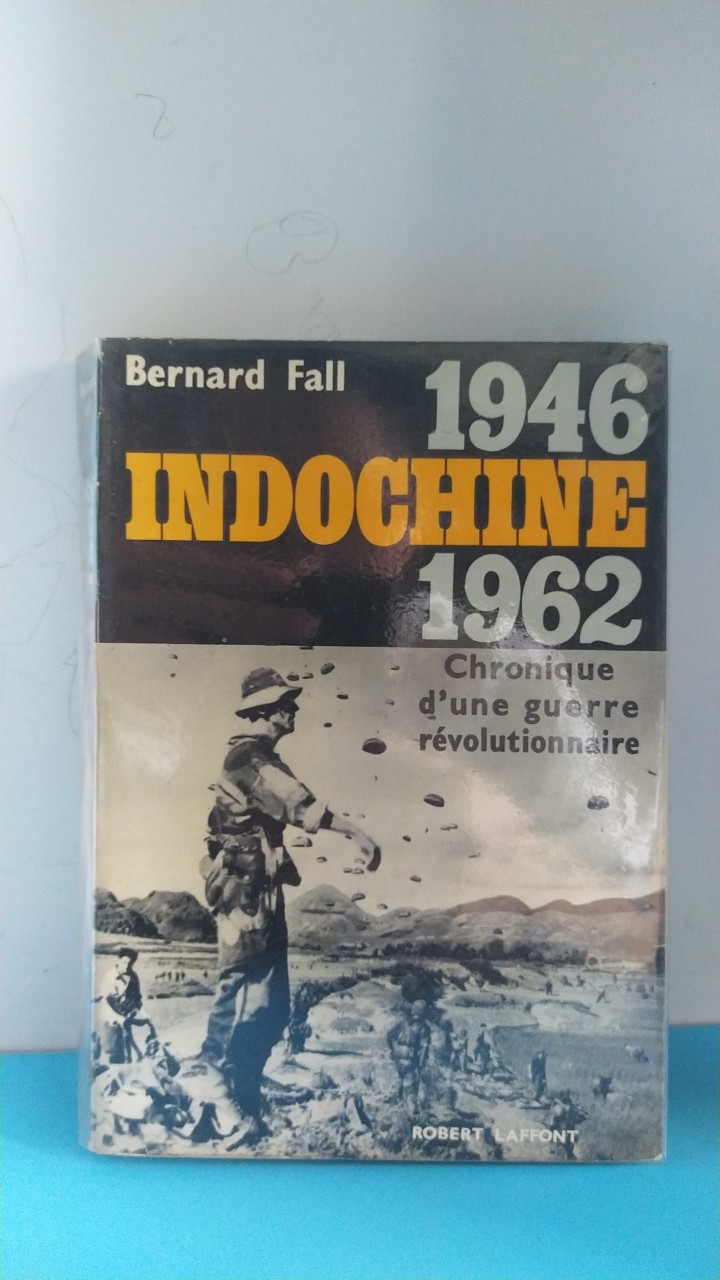 Bernard Fall
1946
INDOCHINE
1962
Chronique
d'une guerre
révolutionnaire
ROBERT LAFFONT